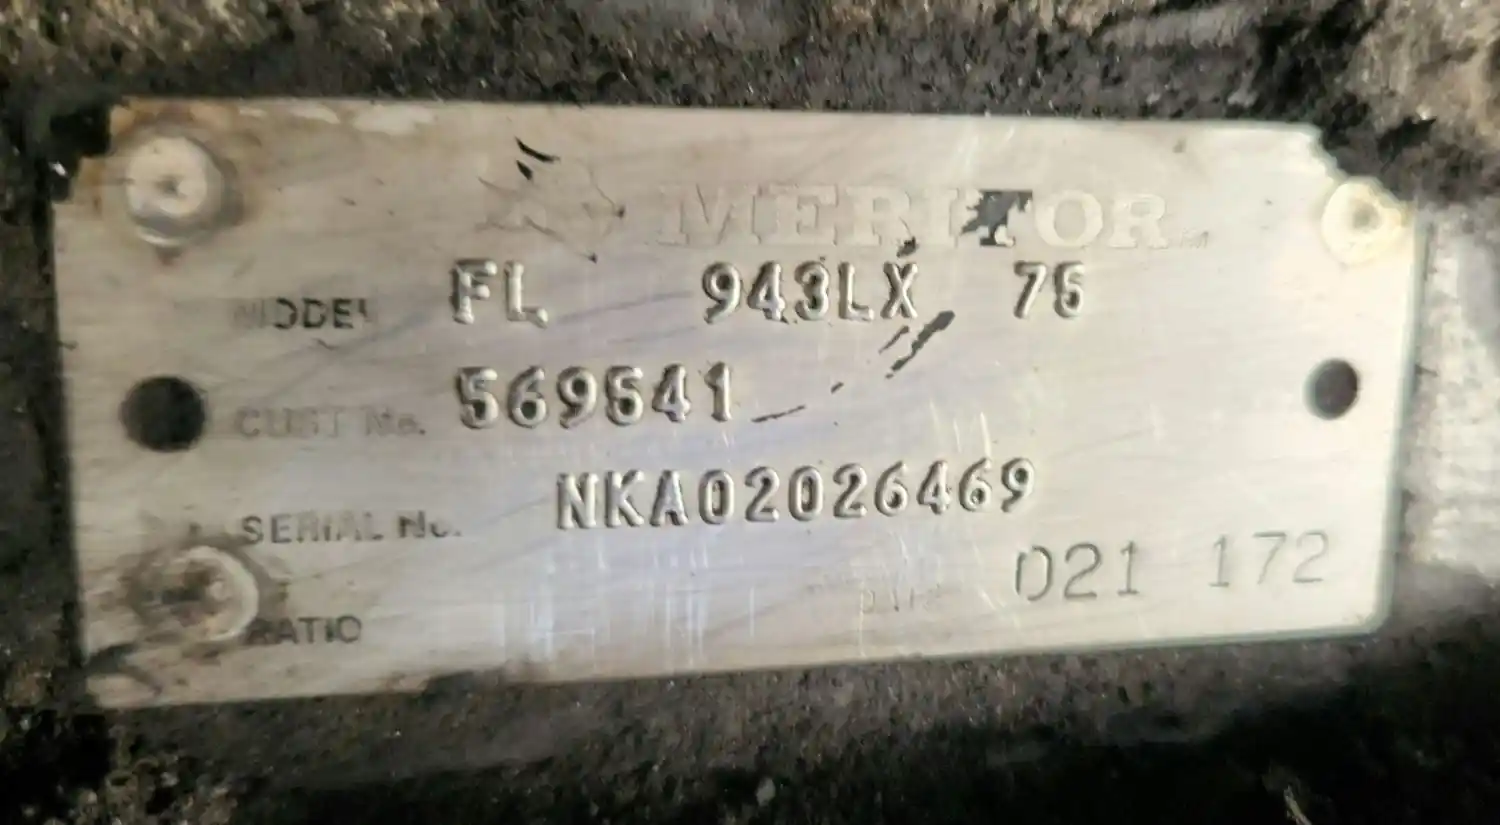 MERITOR
MODEL FL 943LX 75
CUST No. 569541
SERIAL No. NKA02026469
021 172
RATIO